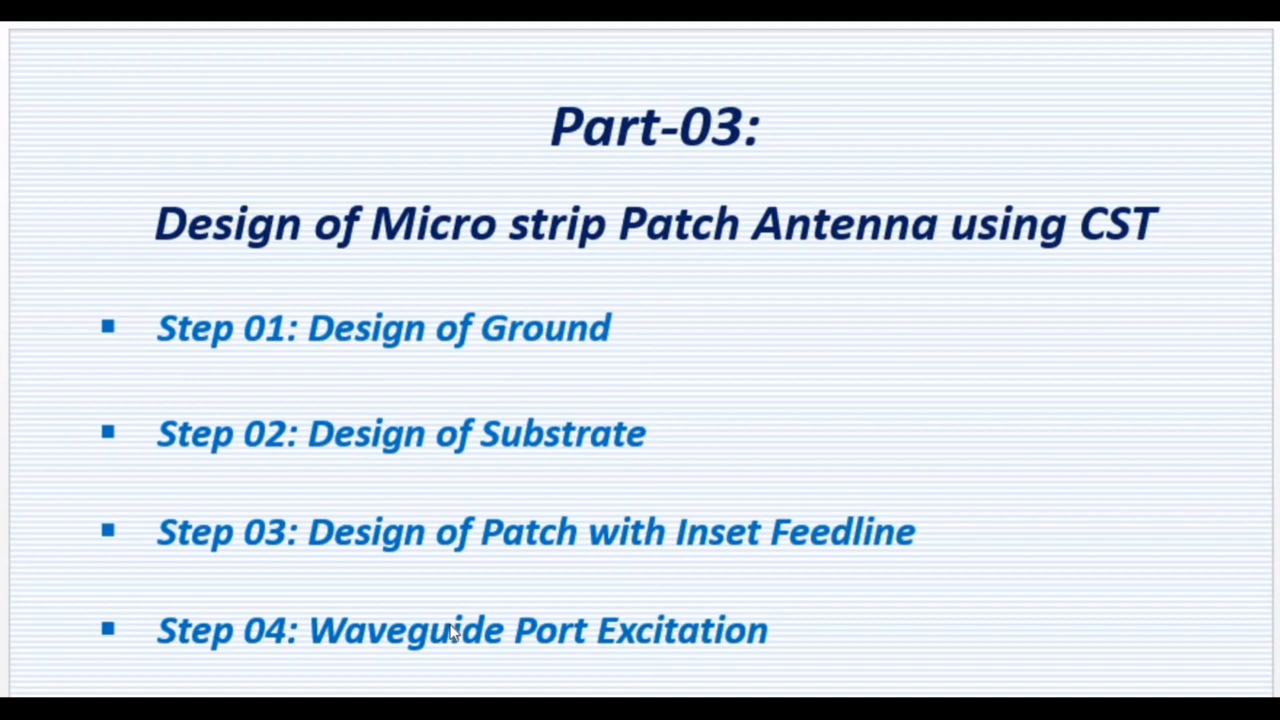 Part-03:
Design of Micro strip Patch Antenna using CST
▪ Step 01: Design of Ground
▪ Step 02: Design of Substrate
▪ Step 03: Design of Patch with Inset Feedline
▪ Step 04: Waveguide Port Excitation